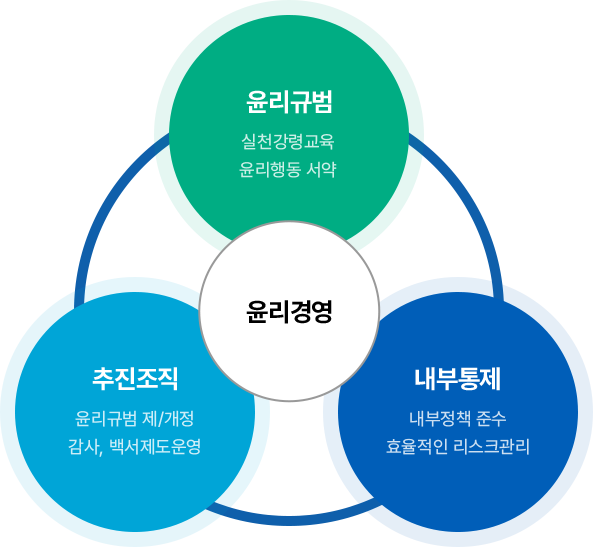 윤리규범
실천강령교육
윤리행동 서약
윤리경영
추진조직
윤리규범 제/개정
감사, 백서제도운영
내부통제
내부정책 준수
효율적인 리스크관리